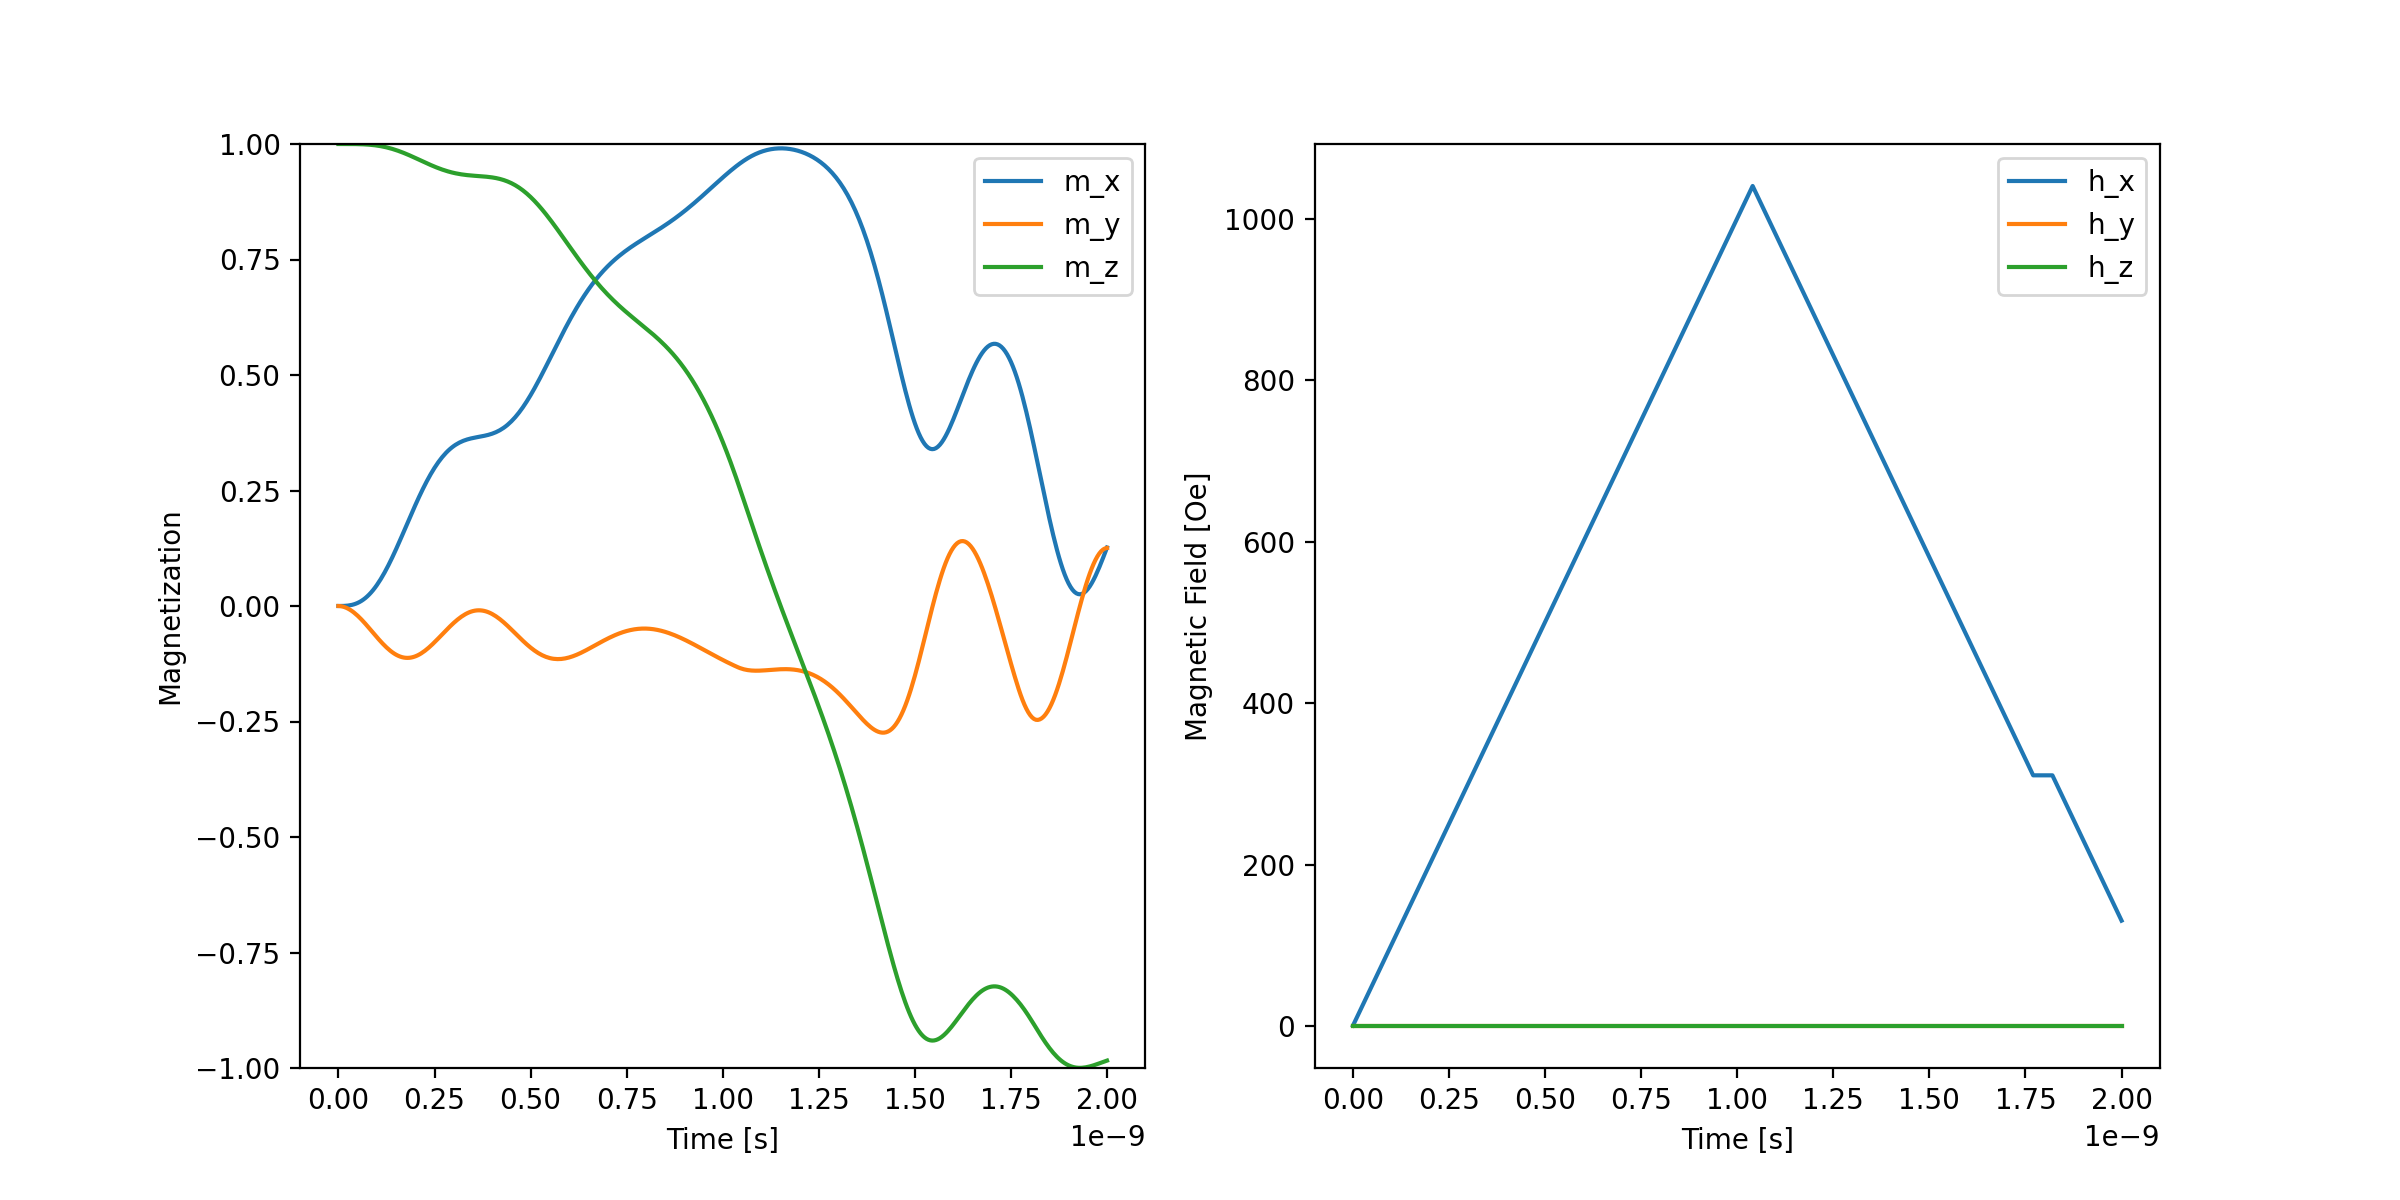 1.00
0.75
0.50
0.25
0.00
−0.25
−0.50
−0.75
−1.00
Magnetization
0.00 0.25 0.50 0.75 1.00 1.25 1.50 1.75 2.00
Time [s]
1e−9
m_x
m_y
m_z
1000
800
600
400
200
0
Magnetic Field [Oe]
0.00 0.25 0.50 0.75 1.00 1.25 1.50 1.75 2.00
Time [s]
1e−9
h_x
h_y
h_z